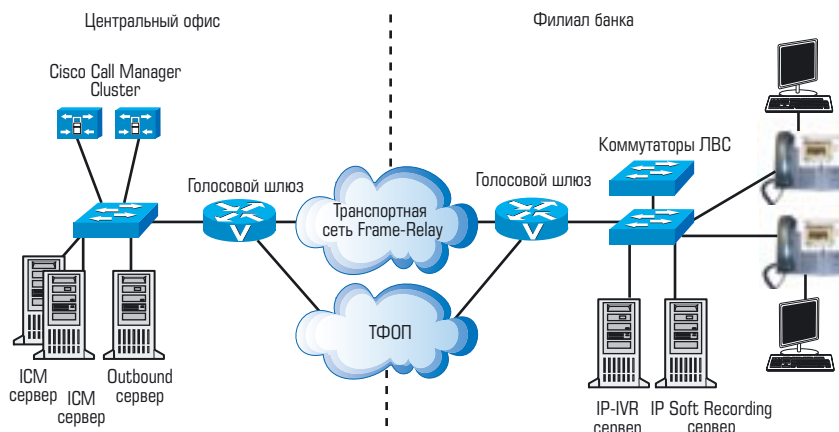 Центральный офис
Филиал банка
Cisco Call Manager
Cluster
Коммутаторы ЛВС
Голосовой шлюз
Голосовой шлюз
Транспортная
сеть Frame-Relay
V
V
ТФОП
ICM
сервер
ICM
сервер
Outbound
сервер
IP-IVR
сервер
IP Soft Recording
сервер